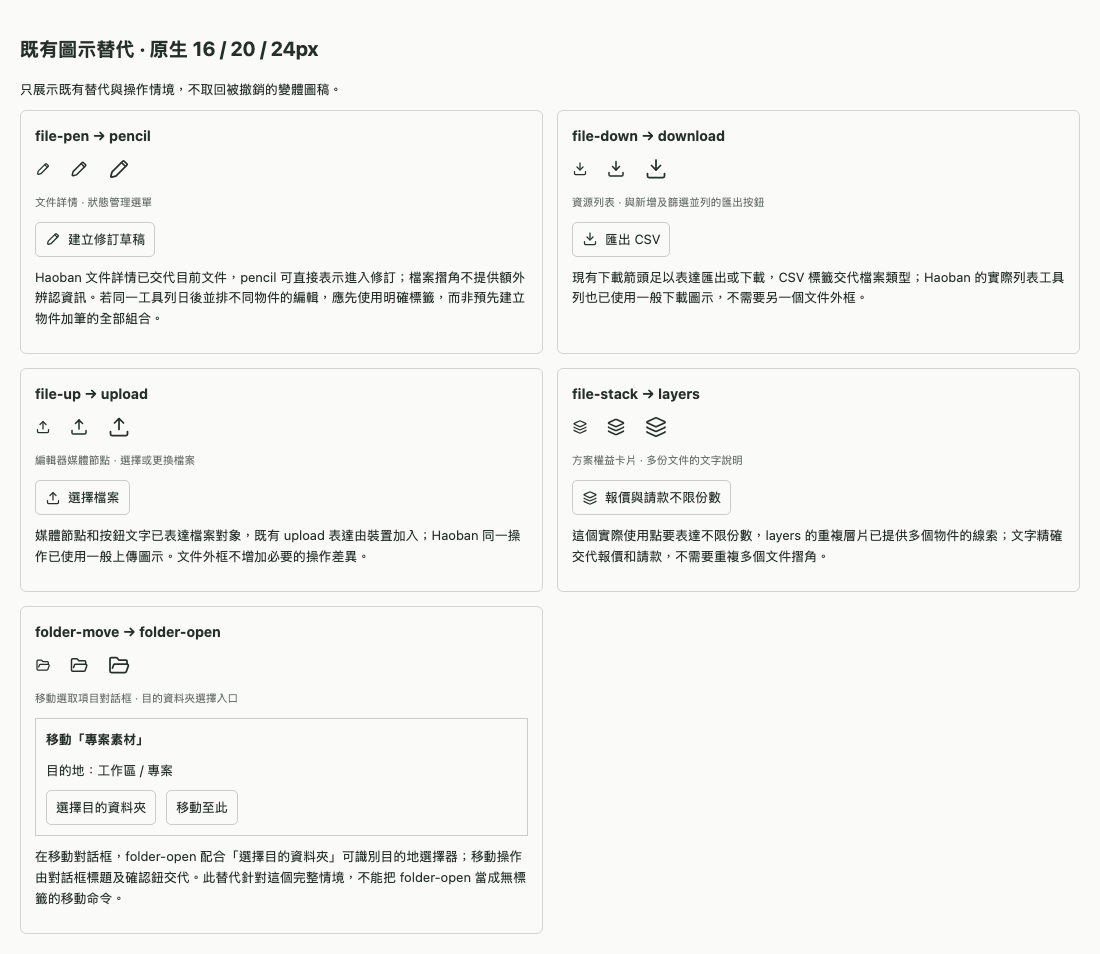 既有圖示替代 · 原生 16 / 20 / 24px
只展示既有替代與操作情境，不取回被撤銷的變體圖稿。
file-pen → pencil
文件詳情 · 狀態管理選單
建立修訂草稿
Haoban 文件詳情已交代目前文件，pencil 可直接表示進入修訂；檔案摺角不提供額外
辨認資訊。若同一工具列日後並排不同物件的編輯，應先使用明確標籤，而非預先建立
物件加筆的全部組合。
file-down → download
資源列表 · 與新增及篩選並列的匯出按鈕
匯出 CSV
現有下載箭頭足以表達匯出或下載，CSV 標籤交代檔案類型；Haoban 的實際列表工具
列也已使用一般下載圖示，不需要另一個文件外框。
file-up → upload
編輯器媒體節點 · 選擇或更換檔案
選擇檔案
媒體節點和按鈕文字已表達檔案對象，既有 upload 表達由裝置加入；Haoban 同一操
作已使用一般上傳圖示。文件外框不增加必要的操作差異。
file-stack → layers
方案權益卡片 · 多份文件的文字說明
報價與請款不限份數
這個實際使用點要表達不限份數，layers 的重複層片已提供多個物件的線索；文字精確
交代報價和請款，不需要重複多個文件摺角。
folder-move → folder-open
移動選取項目對話框 · 目的資料夾選擇入口
移動「專案素材」
目的地：工作區 / 專案
選擇目的資料夾
移動至此
在移動對話框，folder-open 配合「選擇目的資料夾」可識別目的地選擇器；移動操作
由對話框標題及確認鈕交代。此替代針對這個完整情境，不能把 folder-open 當成無標
籤的移動命令。